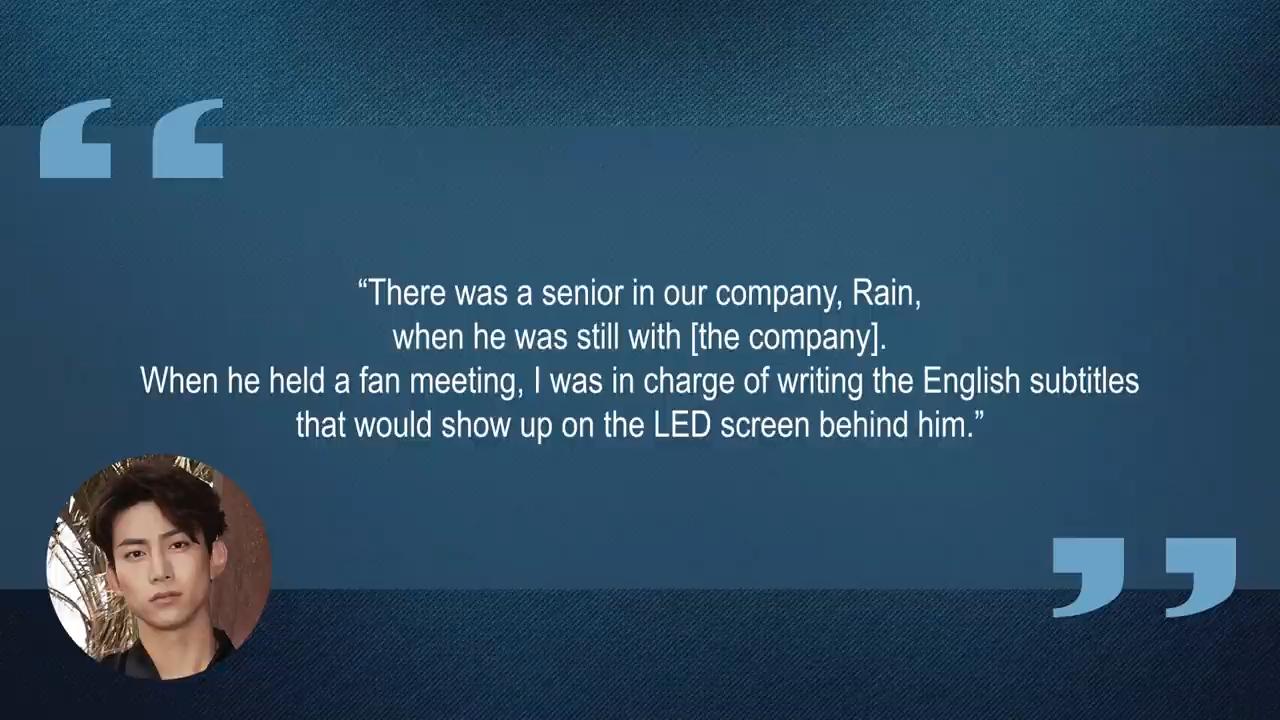 “There was a senior in our company, Rain,
when he was still with [the company].
When he held a fan meeting, I was in charge of writing the English subtitles
that would show up on the LED screen behind him.”